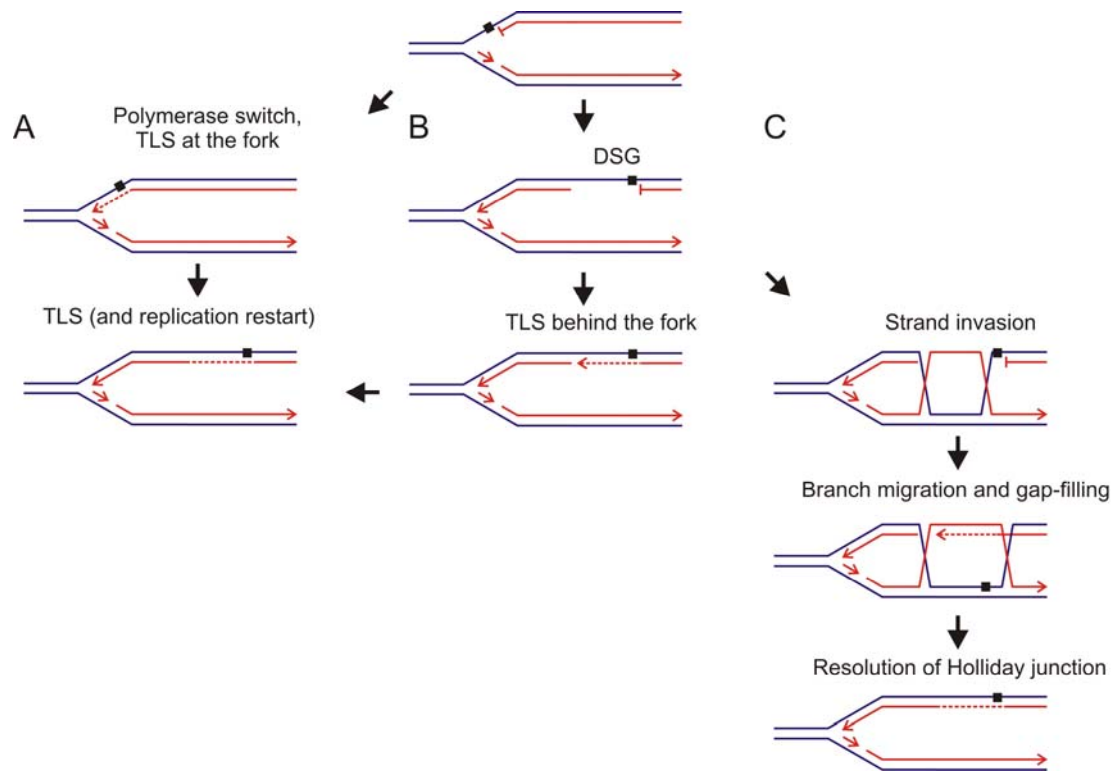 A
Polymerase switch,
TLS at the fork
TLS (and replication restart)
B
DSG
TLS behind the fork
C
Strand invasion
Branch migration and gap-filling
Resolution of Holliday junction